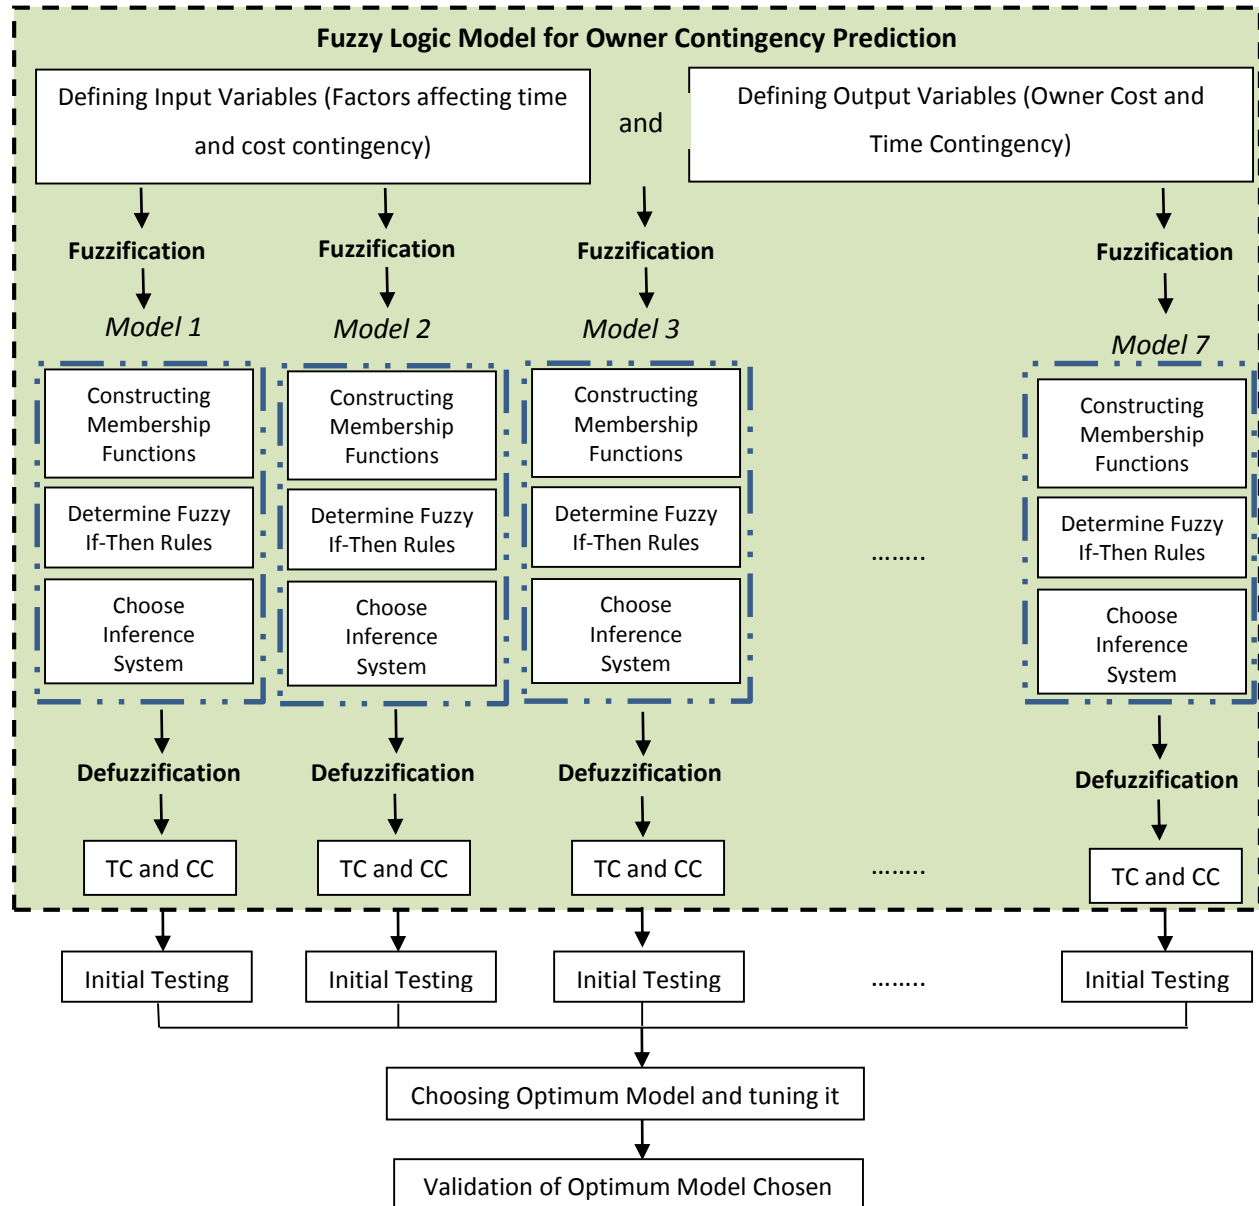 Fuzzy Logic Model for Owner Contingency Prediction
Defining Input Variables (Factors affecting time
and cost contingency)
and
Defining Output Variables (Owner Cost and
Time Contingency)
Fuzzification
Fuzzification
Fuzzification
Fuzzification
Model 1
Model 2
Model 3
Model 7
Constructing
Membership
Functions
Determine Fuzzy
If-Then Rules
Choose
Inference
System
Constructing
Membership
Functions
Determine Fuzzy
If-Then Rules
Choose
Inference
System
Constructing
Membership
Functions
Determine Fuzzy
If-Then Rules
Choose
Inference
System
........
Constructing
Membership
Functions
Determine Fuzzy
If-Then Rules
Choose
Inference
System
Defuzzification
Defuzzification
Defuzzification
Defuzzification
TC and CC
TC and CC
TC and CC
........
TC and CC
Initial Testing
Initial Testing
Initial Testing
........
Initial Testing
Choosing Optimum Model and tuning it
Validation of Optimum Model Chosen